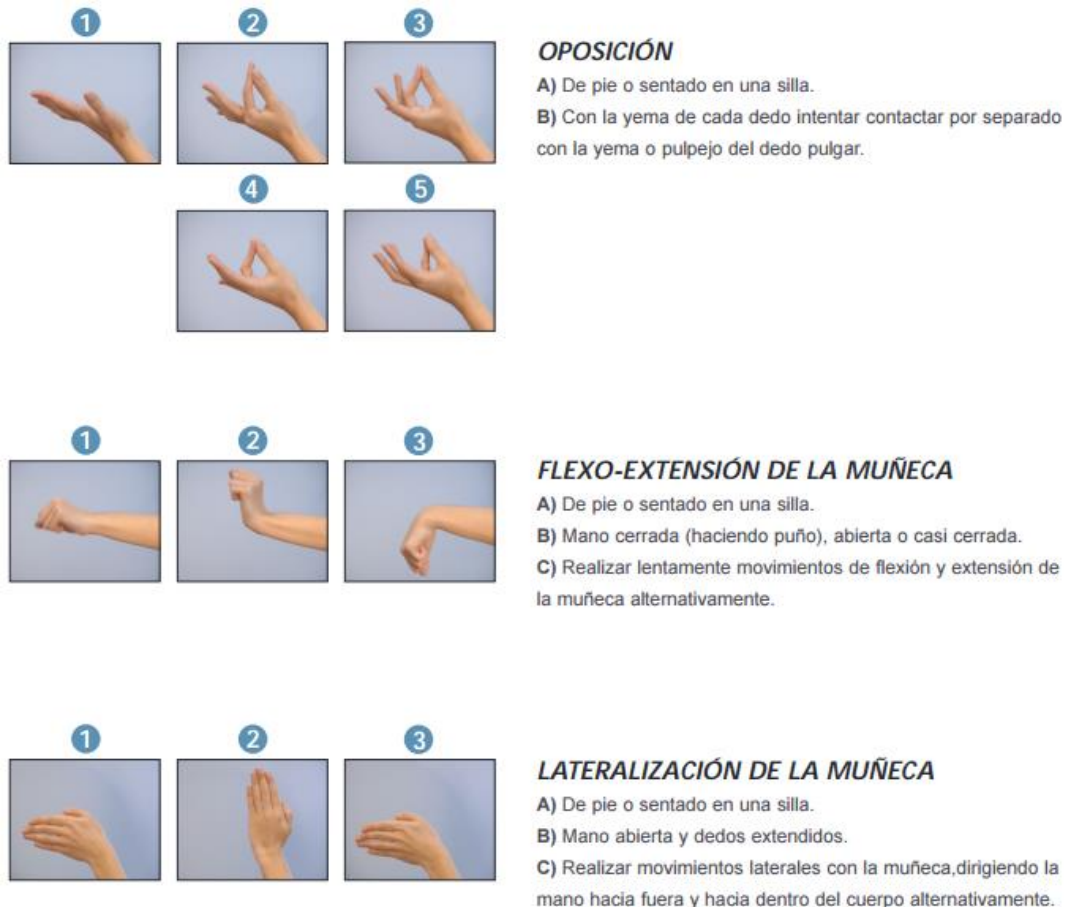 1 2 3
OPOSICIÓN
A) De pie o sentado en una silla.
B) Con la yema de cada dedo intentar contactar por separado
con la yema o pulpejo del dedo pulgar.
4 5
1 2 3
FLEXO-EXTENSIÓN DE LA MUÑECA
A) De pie o sentado en una silla.
B) Mano cerrada (haciendo puño), abierta o casi cerrada.
C) Realizar lentamente movimientos de flexión y extensión de
la muñeca alternativamente.
1 2 3
LATERALIZACIÓN DE LA MUÑECA
A) De pie o sentado en una silla.
B) Mano abierta y dedos extendidos.
C) Realizar movimientos laterales con la muñeca,dirigiendo la
mano hacia fuera y hacia dentro del cuerpo alternativamente.